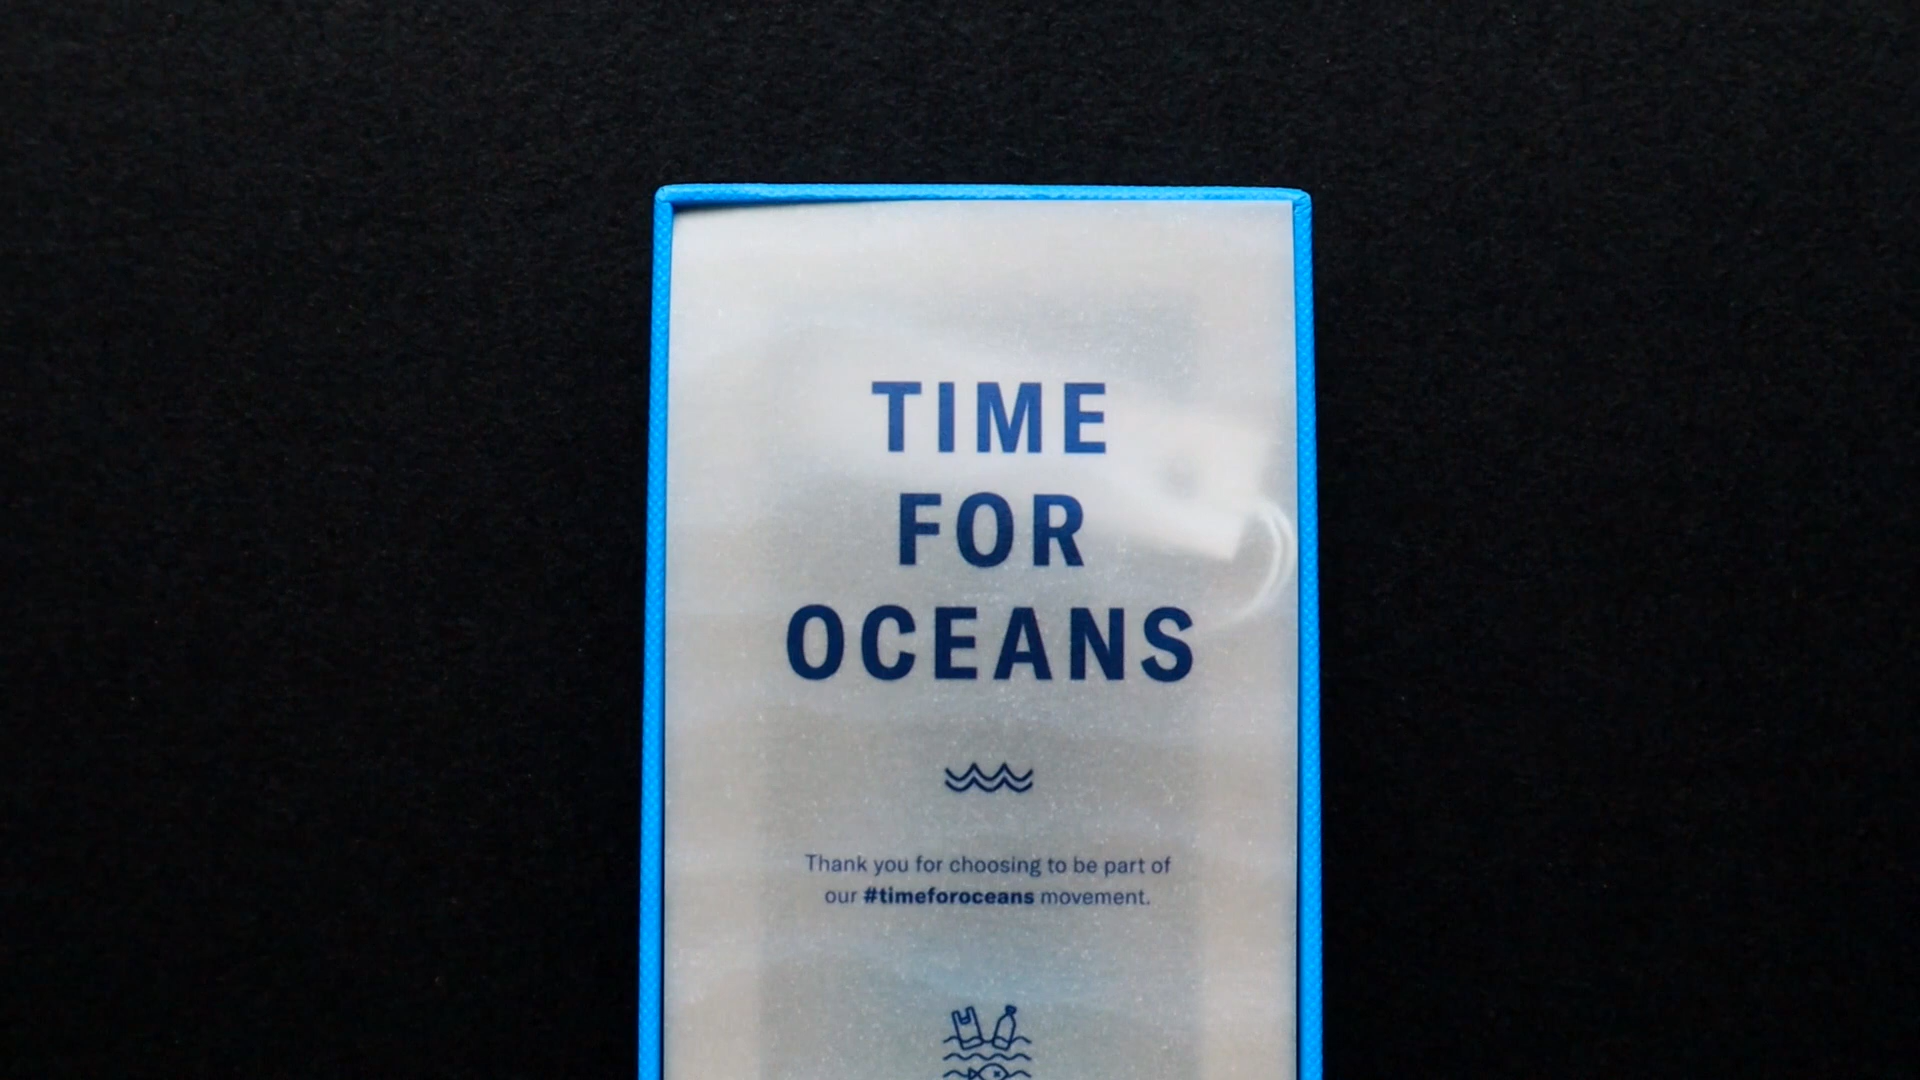 TIME
FOR
OCEANS
Thank you for choosing to be part of
our #timeforoceans movement.